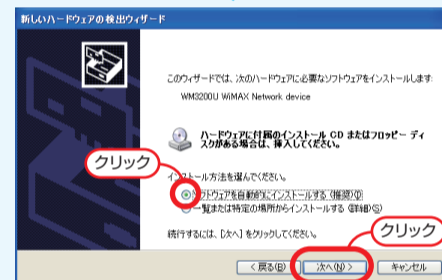 新しいハードウェアの検出ウィザード
このウィザードでは、次のハードウェアに必要なソフトウェアをインストールします:
WM3200U WiMAX Network device
ハードウェアに付属のインストール CD またはフロッピー ディ
スクがある場合は、挿入してください。
クリック
インストール方法を選んでください。
ソフトウェアを自動的にインストールする (推奨)(I)
一覧または特定の場所からインストールする (詳細)(S)
続行するには、[次へ] をクリックしてください。
クリック
< 戻る(B)
次へ(N) >
キャンセル